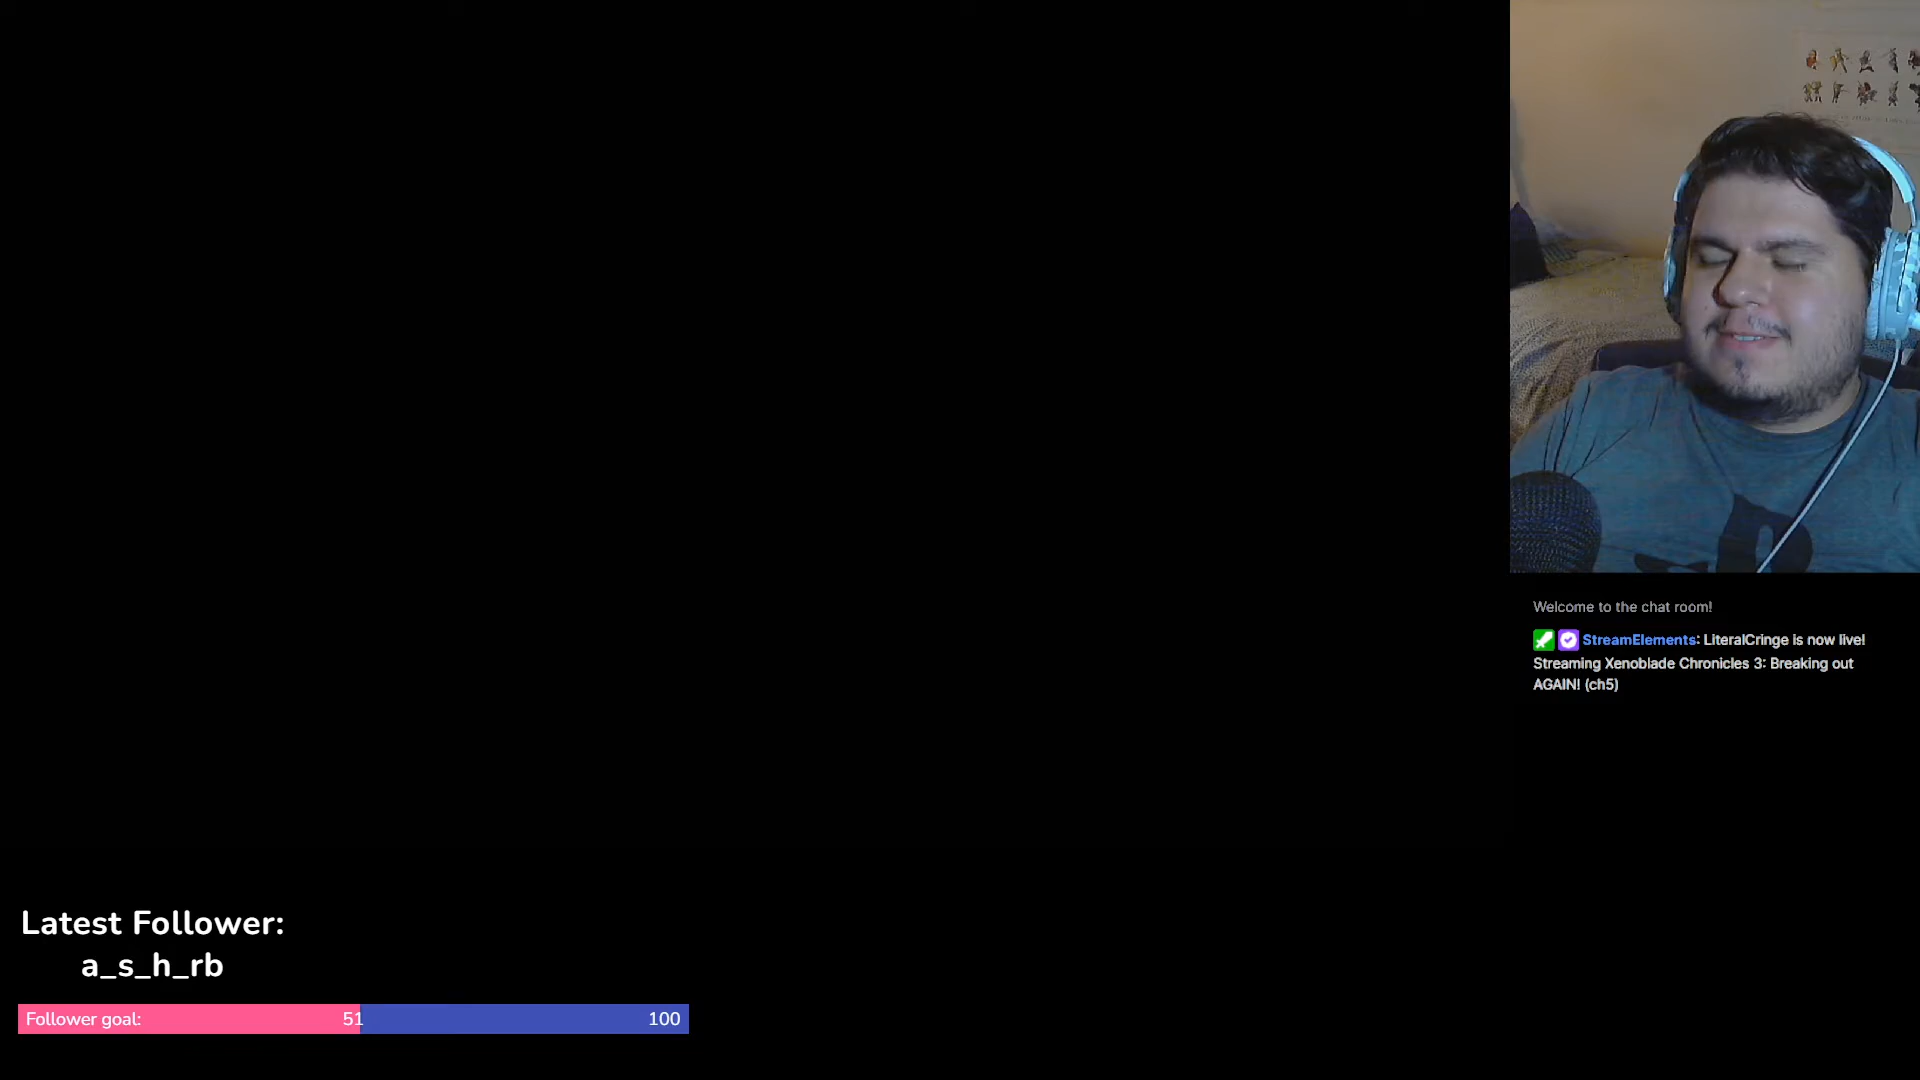 Welcome to the chat room!
StreamElements: LiteralCringe is now live!
Streaming Xenoblade Chronicles 3: Breaking out
AGAIN! (ch5)
Latest Follower:
a_s_h_rb
Follower goal: 51 100